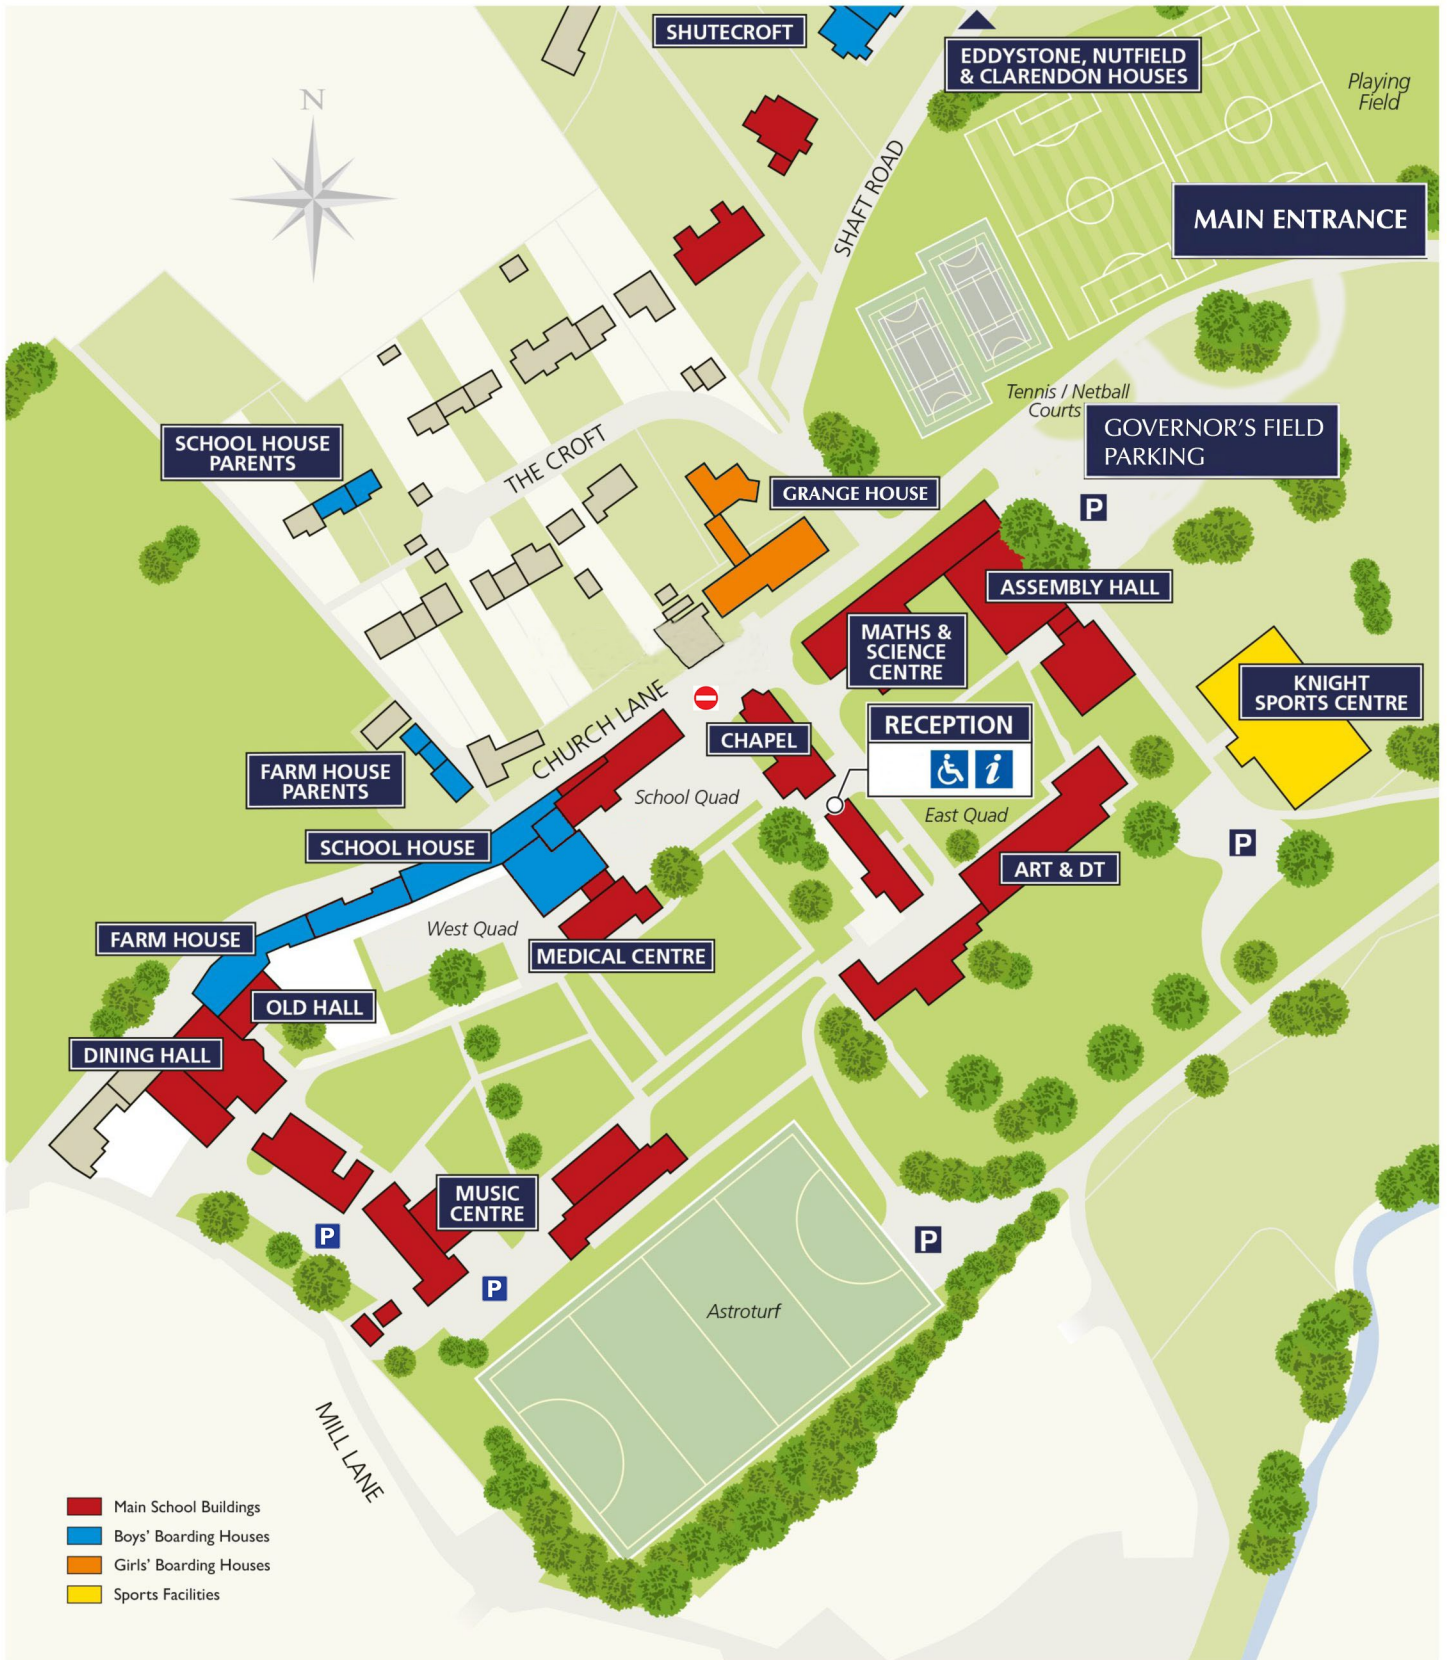 SHUTECROFT
EDDYSTONE, NUTFIELD
& CLARENDON HOUSES
Playing
Field
N
SHAFT ROAD
MAIN ENTRANCE
Tennis / Netball
Courts
GOVERNOR'S FIELD
PARKING
SCHOOL HOUSE
PARENTS
THE CROFT
GRANGE HOUSE
P
ASSEMBLY HALL
MATHS &
SCIENCE
CENTRE
KNIGHT
SPORTS CENTRE
CHURCH LANE
RECEPTION
i
CHAPEL
FARM HOUSE
PARENTS
School Quad
East Quad
SCHOOL HOUSE
P
ART & DT
FARM HOUSE
West Quad
MEDICAL CENTRE
OLD HALL
DINING HALL
MUSIC
CENTRE
P
P
P
Astroturf
MILL LANE
Main School Buildings
Boys' Boarding Houses
Girls' Boarding Houses
Sports Facilities